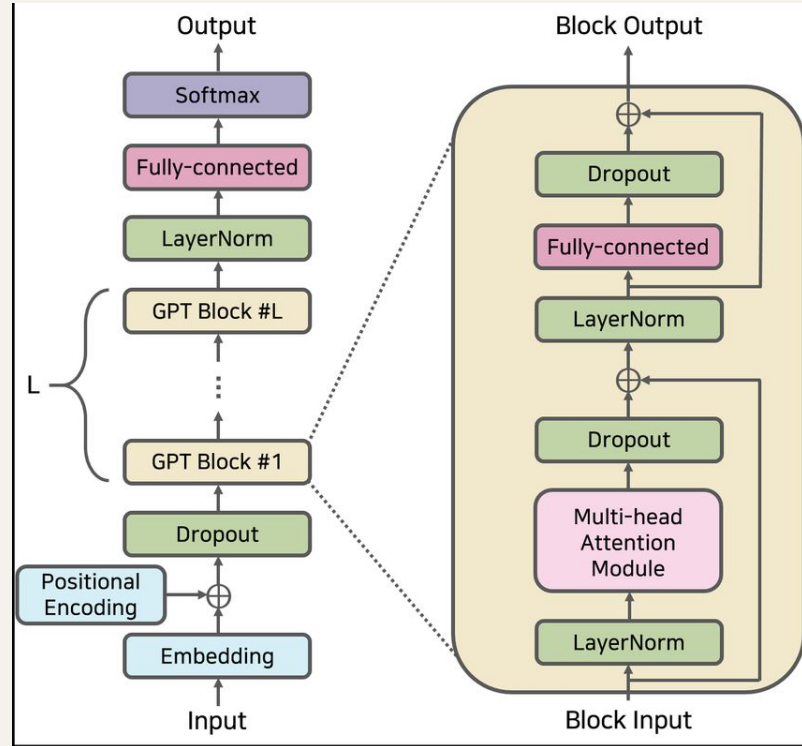 Output
Softmax
Fully-connected
LayerNorm
GPT Block #L
L
GPT Block #1
Dropout
Positional
Encoding
Embedding
Input
Block Output
Dropout
Fully-connected
LayerNorm
Dropout
Multi-head
Attention
Module
LayerNorm
Block Input